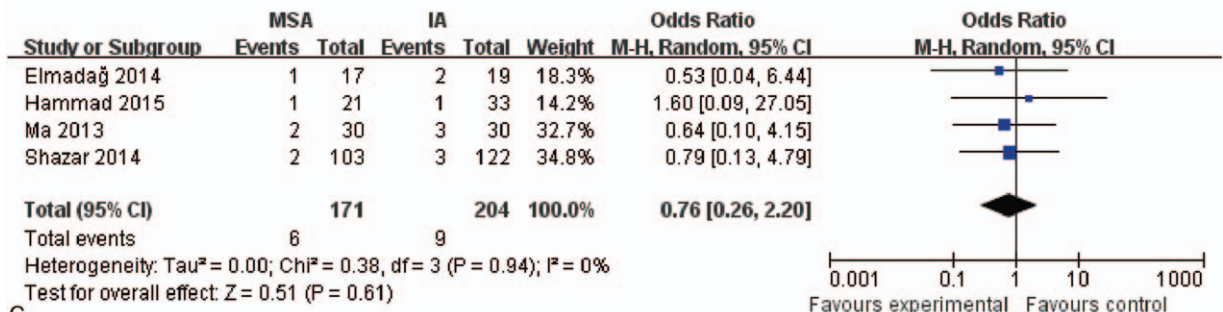 MSA IA Odds Ratio Odds Ratio
Study or Subgroup Events Total Events Total Weight M-H, Random, 95% CI M-H, Random, 95% CI
Elmadağ 2014 1 17 2 19 18.3% 0.53 [0.04, 6.44]
Hammad 2015 1 21 1 33 14.2% 1.60 [0.09, 27.05]
Ma 2013 2 30 3 30 32.7% 0.64 [0.10, 4.15]
Shazar 2014 2 103 3 122 34.8% 0.79 [0.13, 4.79]
Total (95% CI) 171 204 100.0% 0.76 [0.26, 2.20]
Total events 6 9
Heterogeneity: Tau² = 0.00; Chi² = 0.38, df = 3 (P = 0.94); I² = 0%
Test for overall effect: Z = 0.51 (P = 0.61)
0.001 0.1 1 10 1000
Favours experimental Favours control